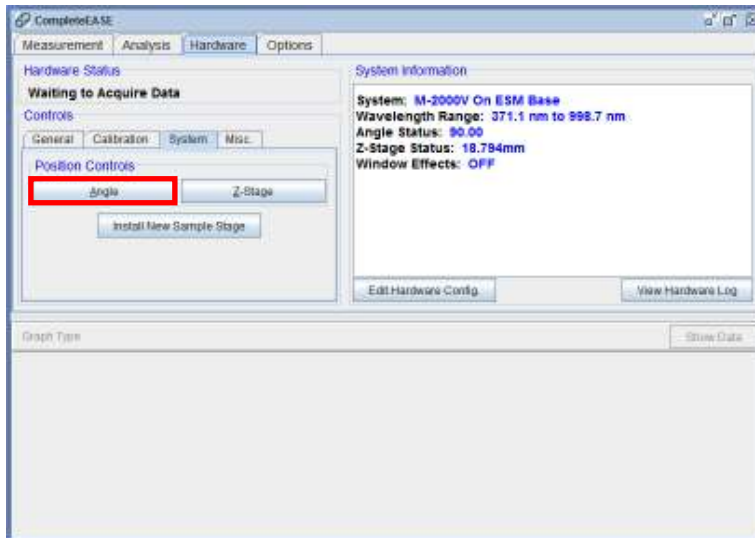 CompleteEASE
Measurement Analysis Hardware Options
Hardware Status
Waiting to Acquire Data
Controls
General Calibration System Misc.
Position Controls
Angle Z-Stage
Install New Sample Stage
System Information
System: M-2000V On ESM Base
Wavelength Range: 371.1 nm to 998.7 nm
Angle Status: 90.00
Z-Stage Status: 18.794mm
Window Effects: OFF
Edit Hardware Config. View Hardware Log
Graph Type Show Data